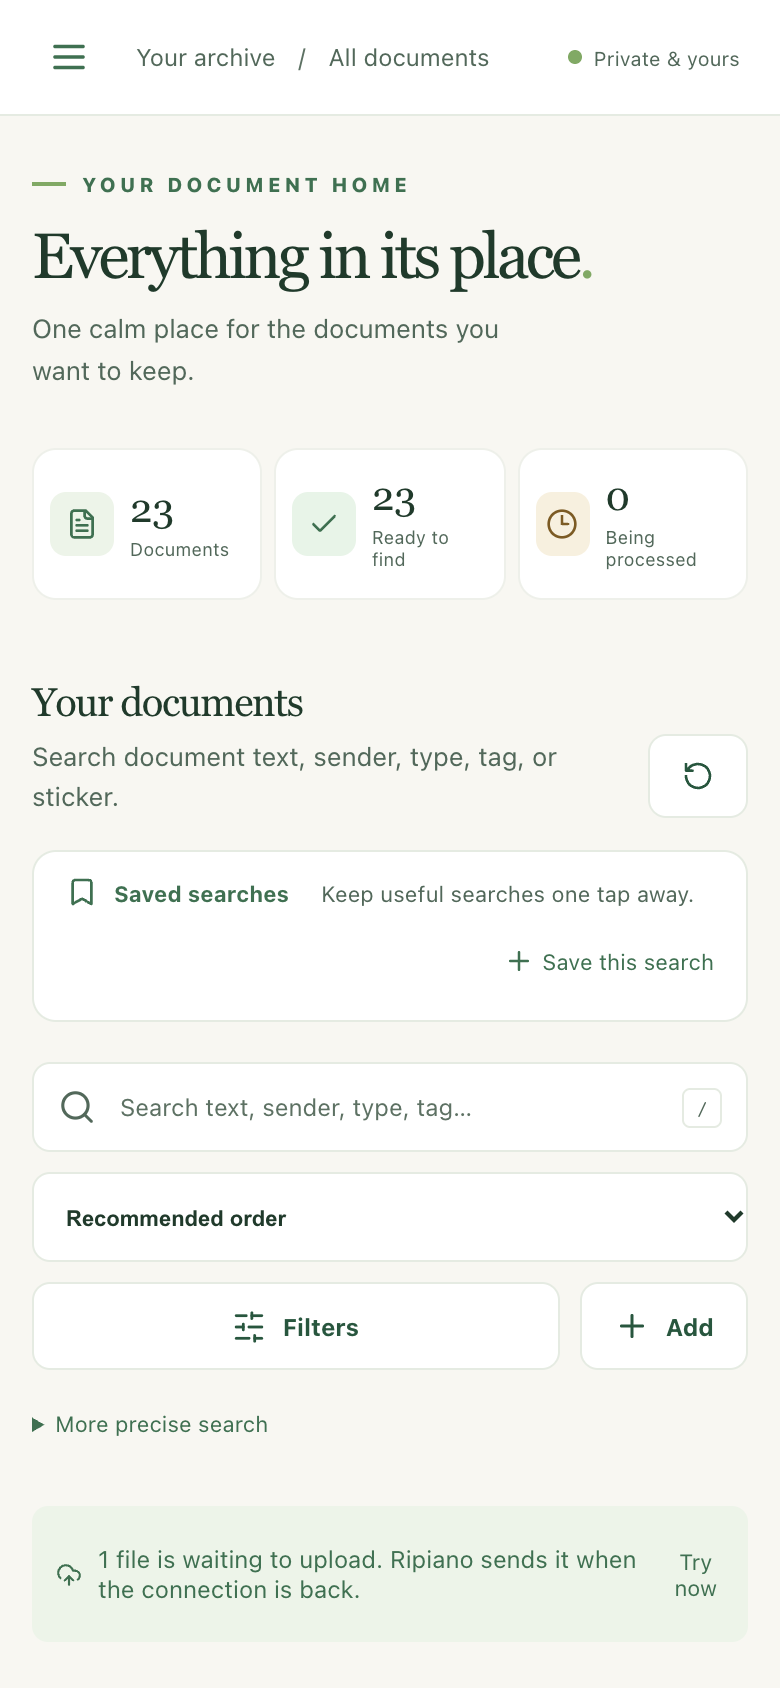 Your archive / All documents
Private & yours
YOUR DOCUMENT HOME
Everything in its place.
One calm place for the documents you
want to keep.
23
Documents
23
Ready to
find
0
Being
processed
Your documents
Search document text, sender, type, tag, or
sticker.
Saved searches Keep useful searches one tap away.
Save this search
Search text, sender, type, tag...
/
Recommended order
Filters
Add
More precise search
1 file is waiting to upload. Ripiano sends it when
the connection is back.
Try
now